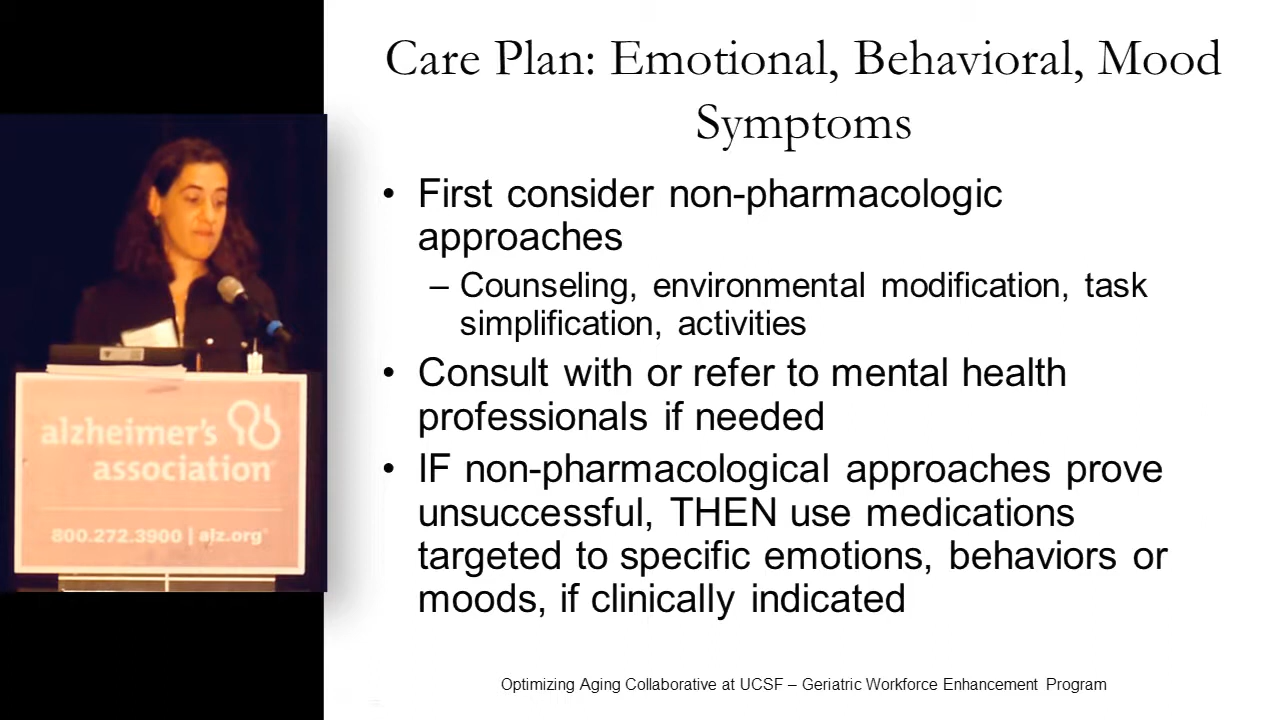 Care Plan: Emotional, Behavioral, Mood
Symptoms
• First consider non-pharmacologic
approaches
– Counseling, environmental modification, task
simplification, activities
• Consult with or refer to mental health
professionals if needed
• IF non-pharmacological approaches prove
unsuccessful, THEN use medications
targeted to specific emotions, behaviors or
moods, if clinically indicated
Optimizing Aging Collaborative at UCSF – Geriatric Workforce Enhancement Program
alzheimer's
association
800.272.3900 | alz.org